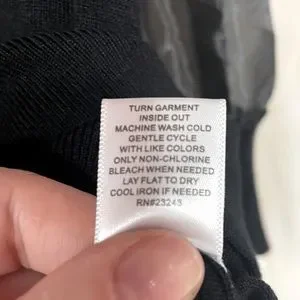 TURN GARMENT
INSIDE OUT
MACHINE WASH COLD
GENTLE CYCLE
WITH LIKE COLORS
ONLY NON-CHLORINE
BLEACH WHEN NEEDED
LAY FLAT TO DRY
COOL IRON IF NEEDED
RN#23243